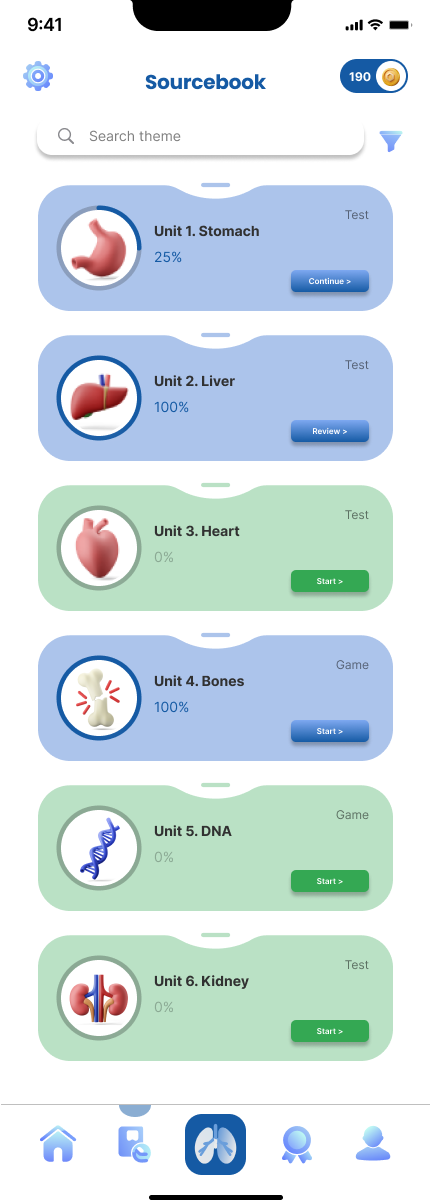 9:41
Sourcebook
190
Search theme
Test
Unit 1. Stomach
25%
Continue >
Test
Unit 2. Liver
100%
Review >
Test
Unit 3. Heart
0%
Start >
Game
Unit 4. Bones
100%
Start >
Game
Unit 5. DNA
0%
Start >
Test
Unit 6. Kidney
0%
Start >